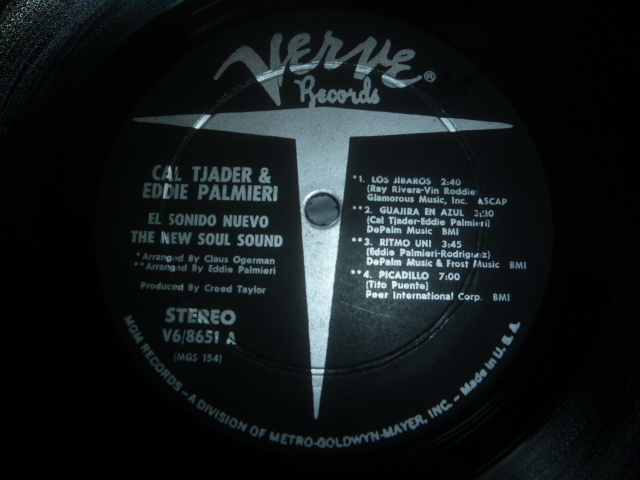 Verve®
Records
CAL TJADER &
EDDIE PALMIERI
EL SONIDO NUEVO
THE NEW SOUL SOUND
*Arranged By Claus Ogerman
**Arranged By Eddie Palmieri
Produced By Creed Taylor
STEREO
V6/8651 A
(MGS 154)
*1. LOS JIBAROS 2:40
(Ray Rivera-Vin Roddie)
Glamorous Music, Inc. ASCAP
**2. GUAJIRA EN AZUL
(Cal Tjader-Eddie Palmieri)
DePalm Music BMI
**3. RITMO UNI 3:45
(Eddie Palmieri-Rodriguez)
DePalm Music & Frost Music BMI
**4. PICADILLO 7:00
(Tito Puente)
Peer International Corp. BMI
MGM RECORDS—A DIVISION OF METRO-GOLDWYN-MAYER, INC. — Made In U. S. A.